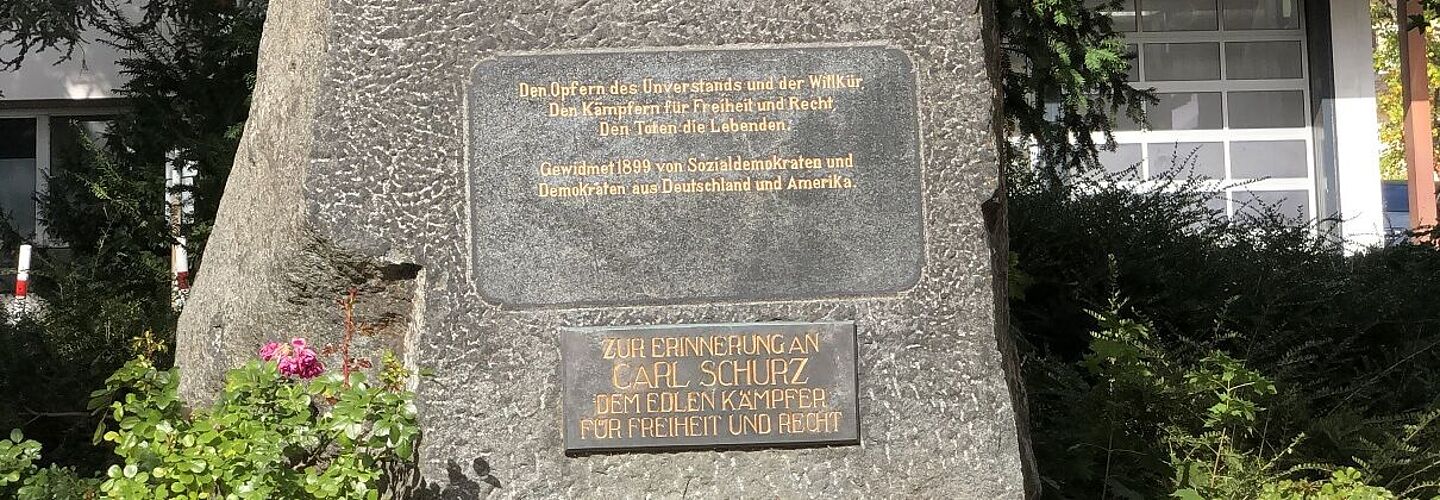 Den Opfern des Unverstands und der Willkür,
Den Kämpfern für Freiheit und Recht,
Den Toten die Lebenden.
Gewidmet 1899 von Sozialdemokraten und
Demokraten aus Deutschland und Amerika.
ZUR ERINNERUNG AN
CARL SCHURZ
DEM EDLEN KÄMPFER
FÜR FREIHEIT UND RECHT